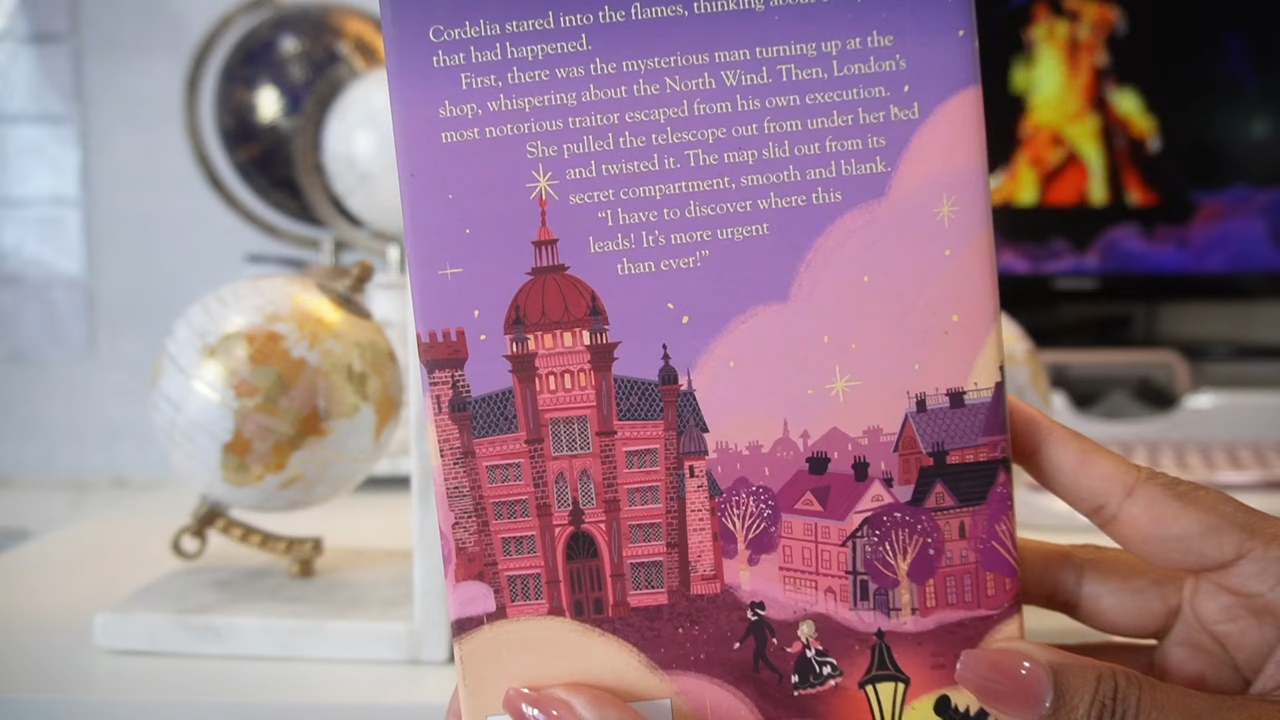 Cordelia stared into the flames, thinking about
that had happened.
First, there was the mysterious man turning up at the
shop, whispering about the North Wind. Then, London's
most notorious traitor escaped from his own execution.
She pulled the telescope out from under her bed
and twisted it. The map slid out from its
secret compartment, smooth and blank.
“I have to discover where this
leads! It's more urgent
than ever!”